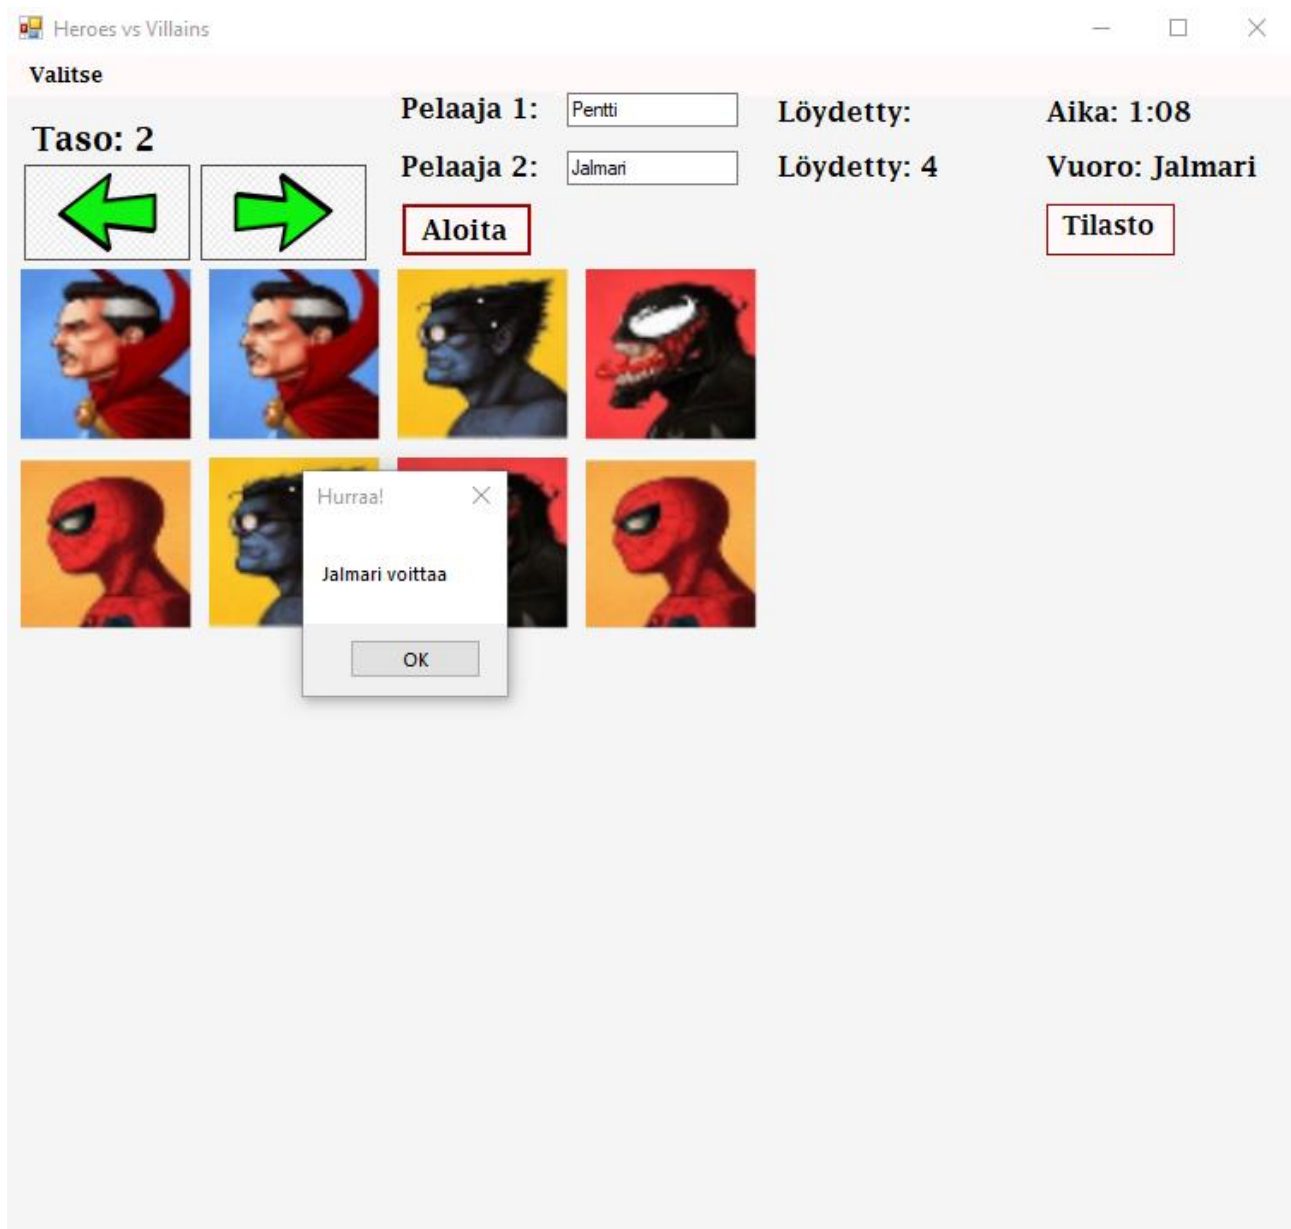 Heroes vs Villains
Valitse
Taso: 2
Pelaaja 1: Pentti Löydetty: Aika: 1:08
Pelaaja 2: Jalmari Löydetty: 4 Vuoro: Jalmari
Aloita Tilasto
Hurraa!
Jalmari voittaa
OK